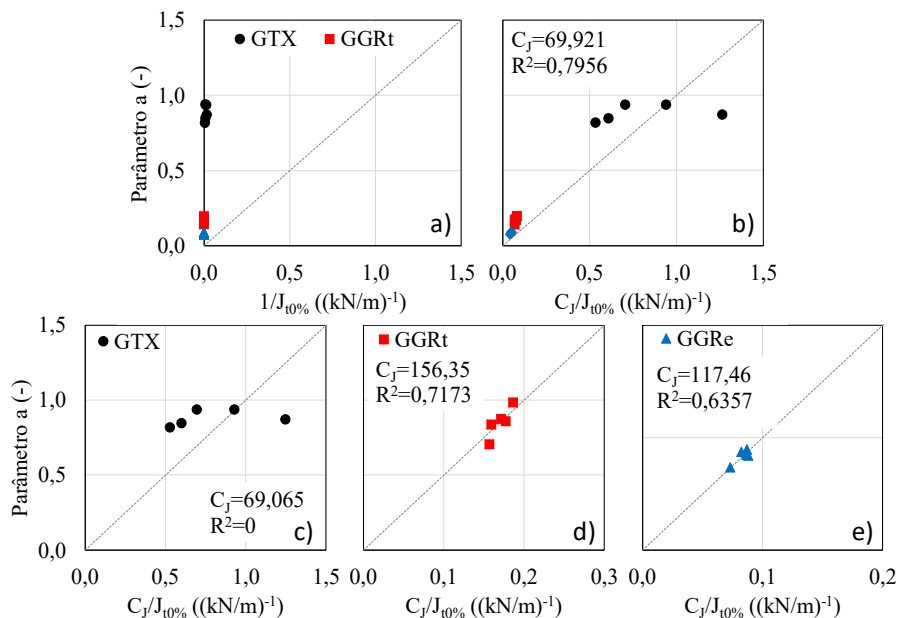 GTX
GGRt
1,5
1,0
0,5
0,0
Parâmetro a (-)
a)
0,0 0,5 1,0 1,5
1/J_t0% ((kN/m)⁻¹
C_J=69,921
R²=0,7956
b)
0,0 0,5 1,0 1,5
C_J/J_t0% ((kN/m)⁻¹
GTX
1,5
1,0
0,5
0,0
Parâmetro a (-)
C_J=69,065
R²=0
c)
0,0 0,5 1,0 1,5
C_J/J_t0% ((kN/m)⁻¹
GGRt
C_J=156,35
R²=0,7173
d)
0,0 0,1 0,2 0,3
C_J/J_t0% ((kN/m)⁻¹
GGRe
C_J=117,46
R²=0,6357
e)
0,0 0,1 0,2
C_J/J_t0% ((kN/m)⁻¹